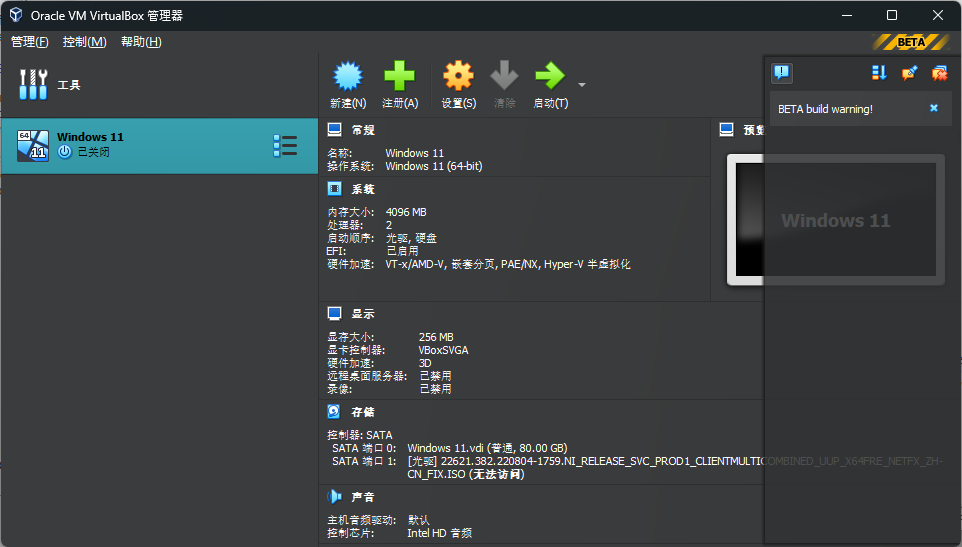 Oracle VM VirtualBox 管理器
管理(F) 控制(M) 帮助(H)
BETA
工具
新建(N) 注册(A) 设置(S) 清除 启动(T)
BETA build warning!
64
11
Windows 11
已关闭
常规
名称: Windows 11
操作系统: Windows 11 (64-bit)
预览
Windows 11
系统
内存大小: 4096 MB
处理器: 2
启动顺序: 光驱, 硬盘
EFI: 已启用
硬件加速: VT-x/AMD-V, 嵌套分页, PAE/NX, Hyper-V 半虚拟化
显示
显存大小: 256 MB
显卡控制器: VBoxSVGA
硬件加速: 3D
远程桌面服务器: 已禁用
录像: 已禁用
存储
控制器: SATA
SATA 端口 0: Windows 11.vdi (普通, 80.00 GB)
SATA 端口 1: [光驱] 22621.382.220804-1759.NI_RELEASE_SVC_PROD1_CLIENTMULTICOMBINED_UUP_X64FRE_NETFX_ZH-
CN_FIX.ISO (无法访问)
声音
主机音频驱动: 默认
控制芯片: Intel HD 音频